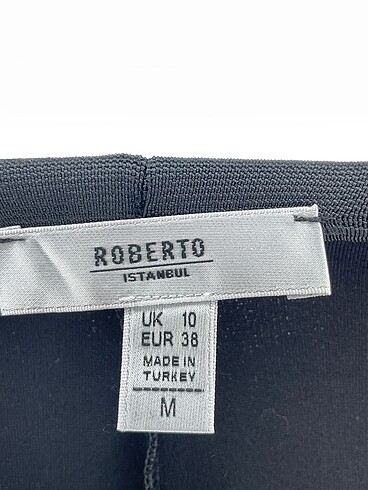 ROBERTO
ISTANBUL
UK 10
EUR 38
MADE IN
TURKEY
M